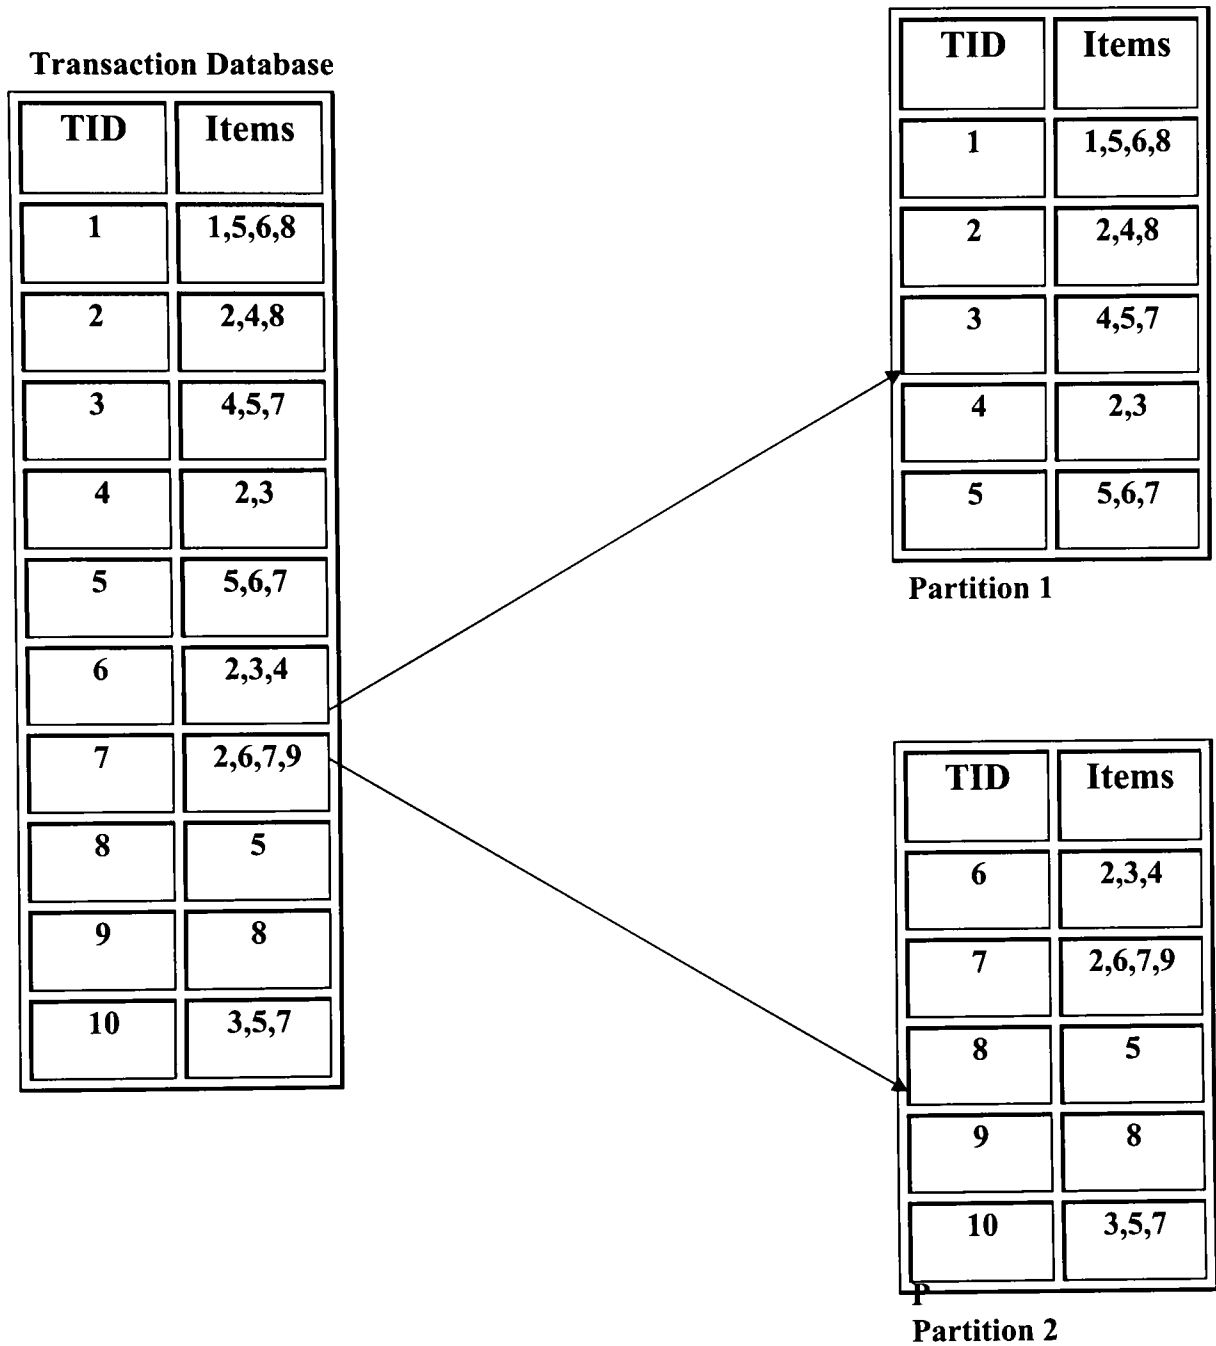 Transaction Database
TID Items
1 1,5,6,8
2 2,4,8
3 4,5,7
4 2,3
5 5,6,7
6 2,3,4
7 2,6,7,9
8 5
9 8
10 3,5,7
TID Items
1 1,5,6,8
2 2,4,8
3 4,5,7
4 2,3
5 5,6,7
Partition 1
TID Items
6 2,3,4
7 2,6,7,9
8 5
9 8
10 3,5,7
P
Partition 2